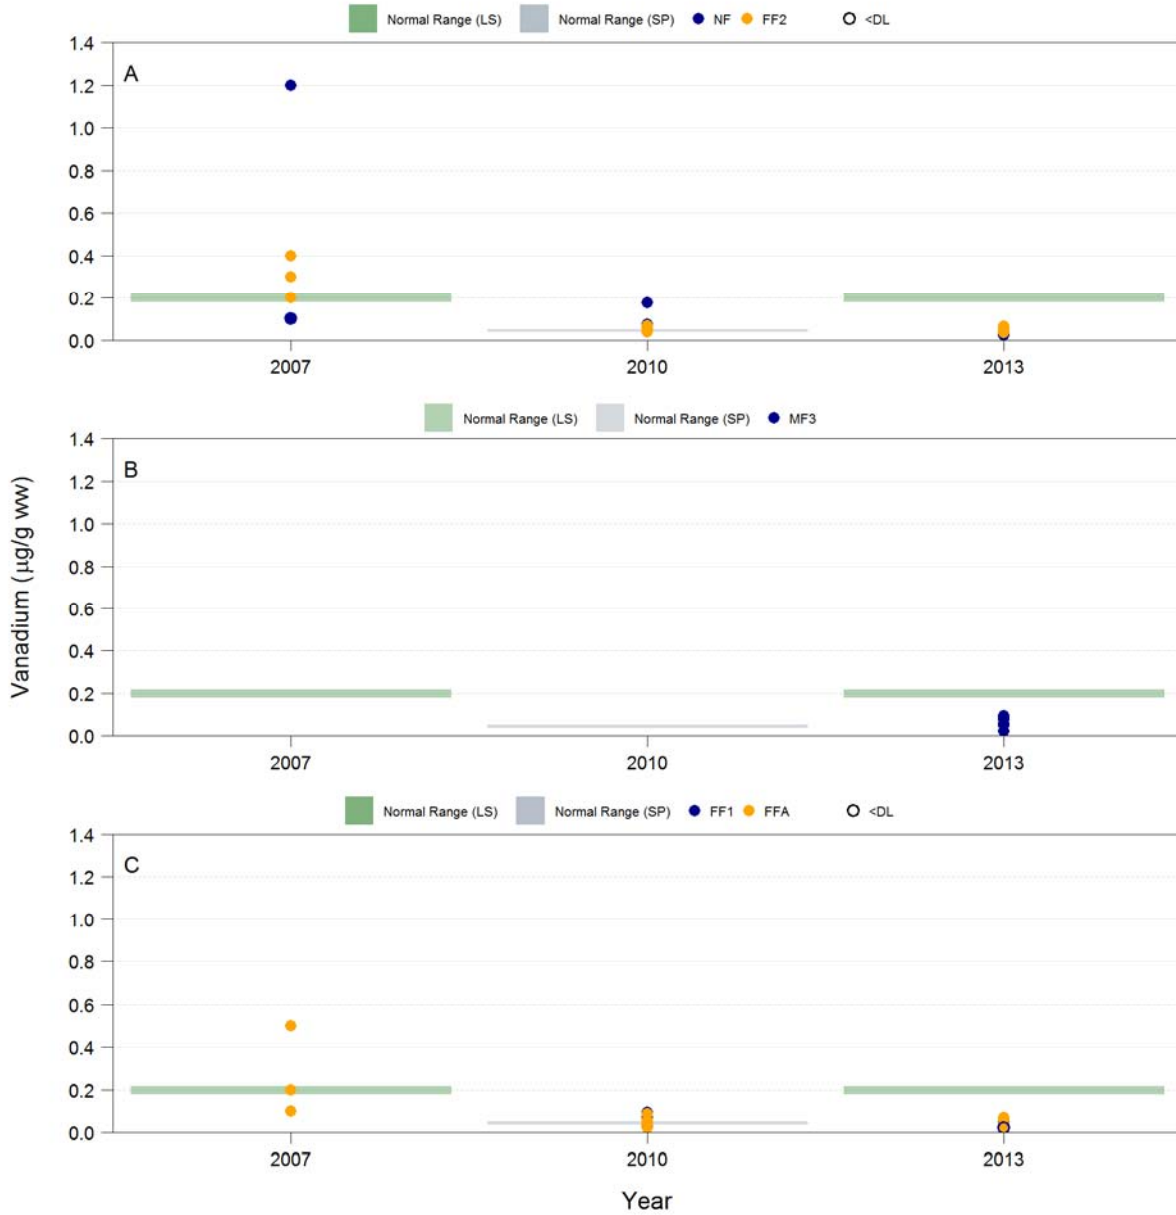 Normal Range (LS) Normal Range (SP) NF FF2 <DL
1.4
A
1.2
1.0
0.8
0.6
0.4
0.2
0.0
2007 2010 2013
Normal Range (LS) Normal Range (SP) MF3
1.4
B
1.2
1.0
0.8
0.6
0.4
0.2
0.0
2007 2010 2013
Vanadium (μg/g ww)
Normal Range (LS) Normal Range (SP) FF1 FFA <DL
1.4
C
1.2
1.0
0.8
0.6
0.4
0.2
0.0
2007 2010 2013
Year